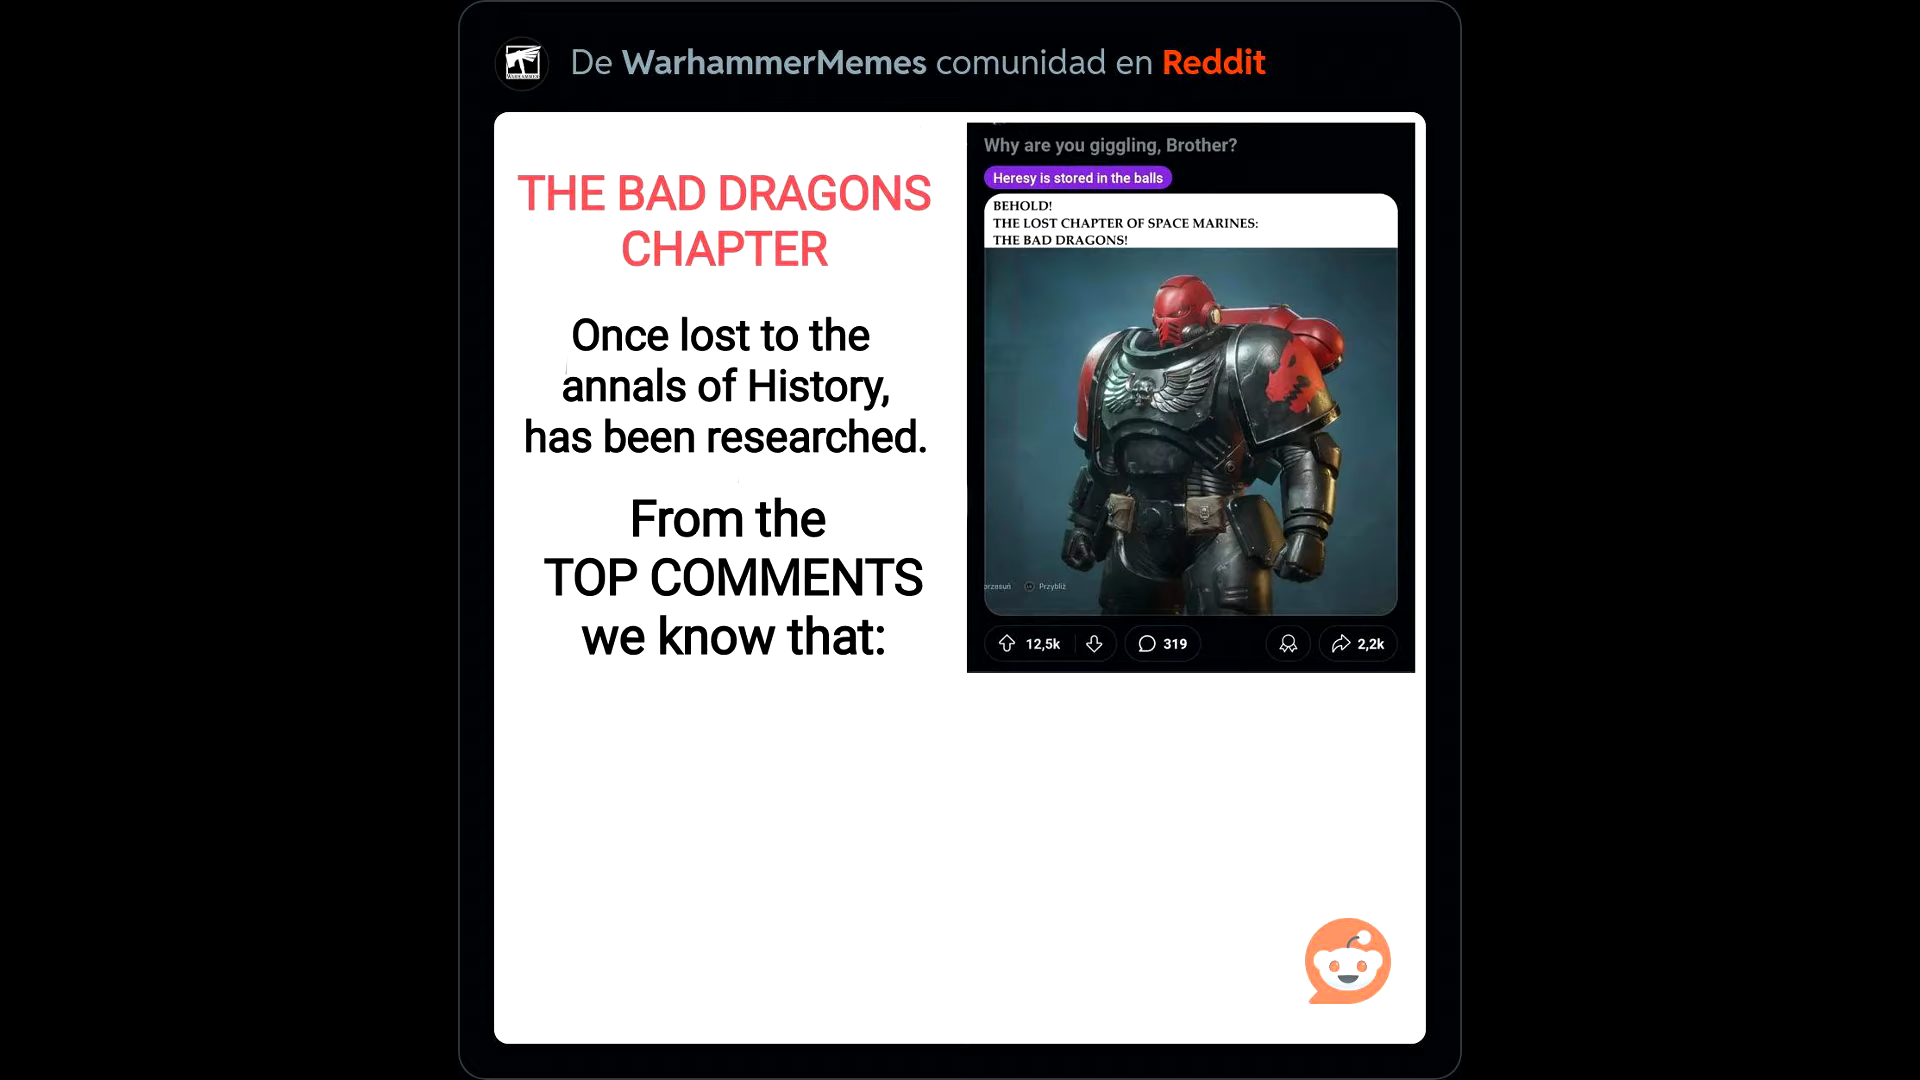 De WarhammerMemes comunidad en Reddit
THE BAD DRAGONS
CHAPTER
Once lost to the
annals of History,
has been researched.
From the
TOP COMMENTS
we know that:
Why are you giggling, Brother?
Heresy is stored in the balls
BEHOLD!
THE LOST CHAPTER OF SPACE MARINES:
THE BAD DRAGONS!
przesuń Przybliż
12,5k 319 2,2k